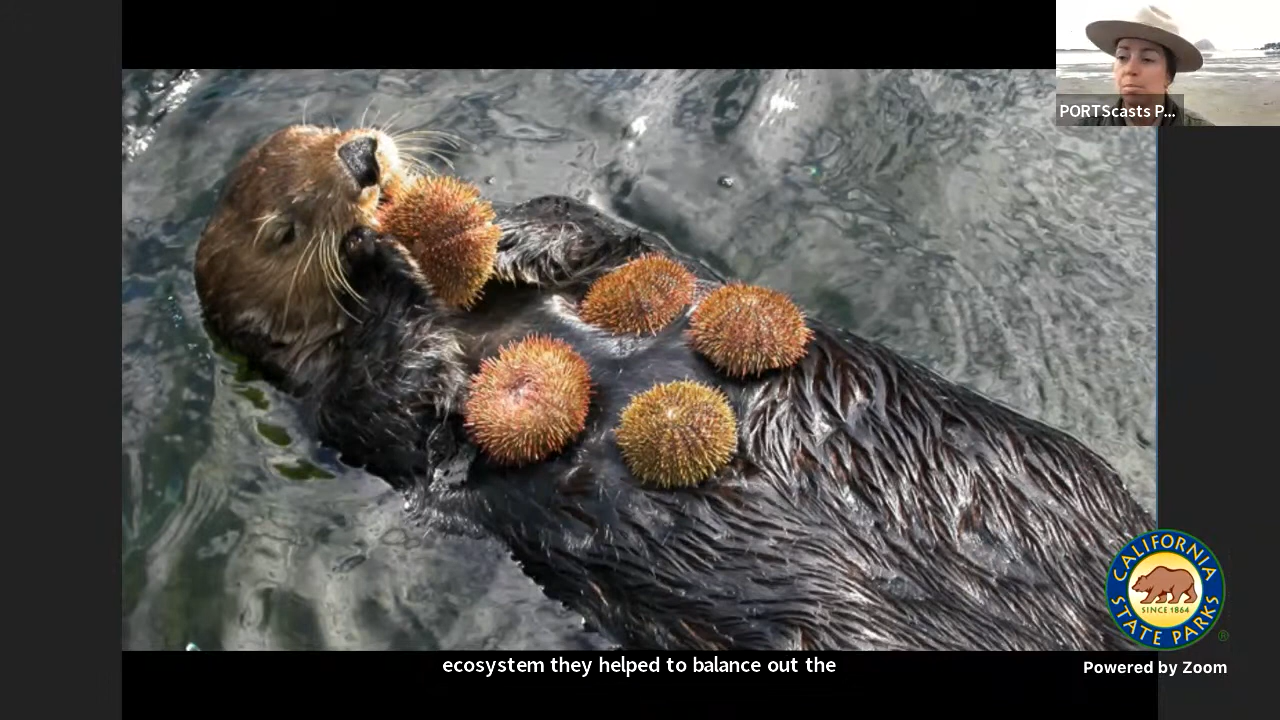 PORTScasts P...
CALIFORNIA
SINCE 1864
STATE PARKS
®
ecosystem they helped to balance out the
Powered by Zoom